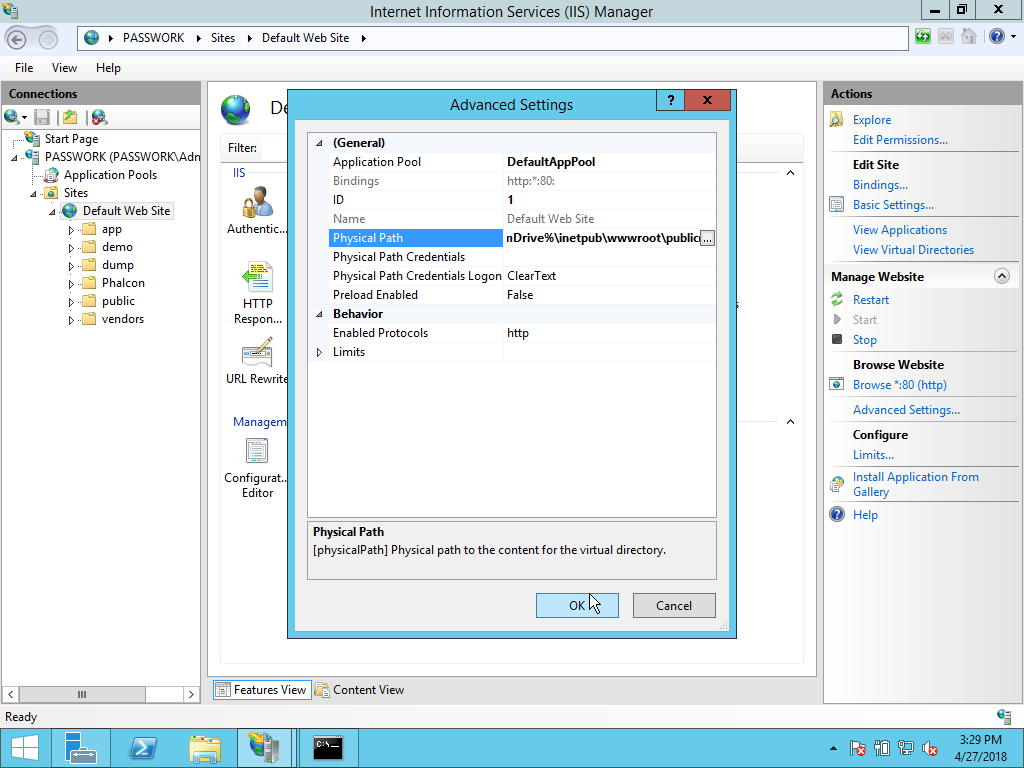 Internet Information Services (IIS) Manager
PASSWORK Sites Default Web Site
File View Help
Connections
Start Page
PASSWORK (PASSWORK\Adn
Application Pools
Sites
Default Web Site
app
demo
dump
Phalcon
public
vendors
De
Filter:
IIS
Authentic...
HTTP
Respon...
URL Rewrite
Managem
Configurat...
Editor
Advanced Settings
?
(General)
Application Pool DefaultAppPool
Bindings http:*:80:
ID 1
Name Default Web Site
Physical Path nDrive%\inetpub\wwwroot\public ...
Physical Path Credentials
Physical Path Credentials Logon ClearText
Preload Enabled False
Behavior
Enabled Protocols http
Limits
Physical Path
[physicalPath] Physical path to the content for the virtual directory.
OK Cancel
Actions
Explore
Edit Permissions...
Edit Site
Bindings...
Basic Settings...
View Applications
View Virtual Directories
Manage Website
Restart
Start
Stop
Browse Website
Browse *:80 (http)
Advanced Settings...
Configure
Limits...
Install Application From
Gallery
Help
Features View Content View
Ready
3:29 PM
4/27/2018